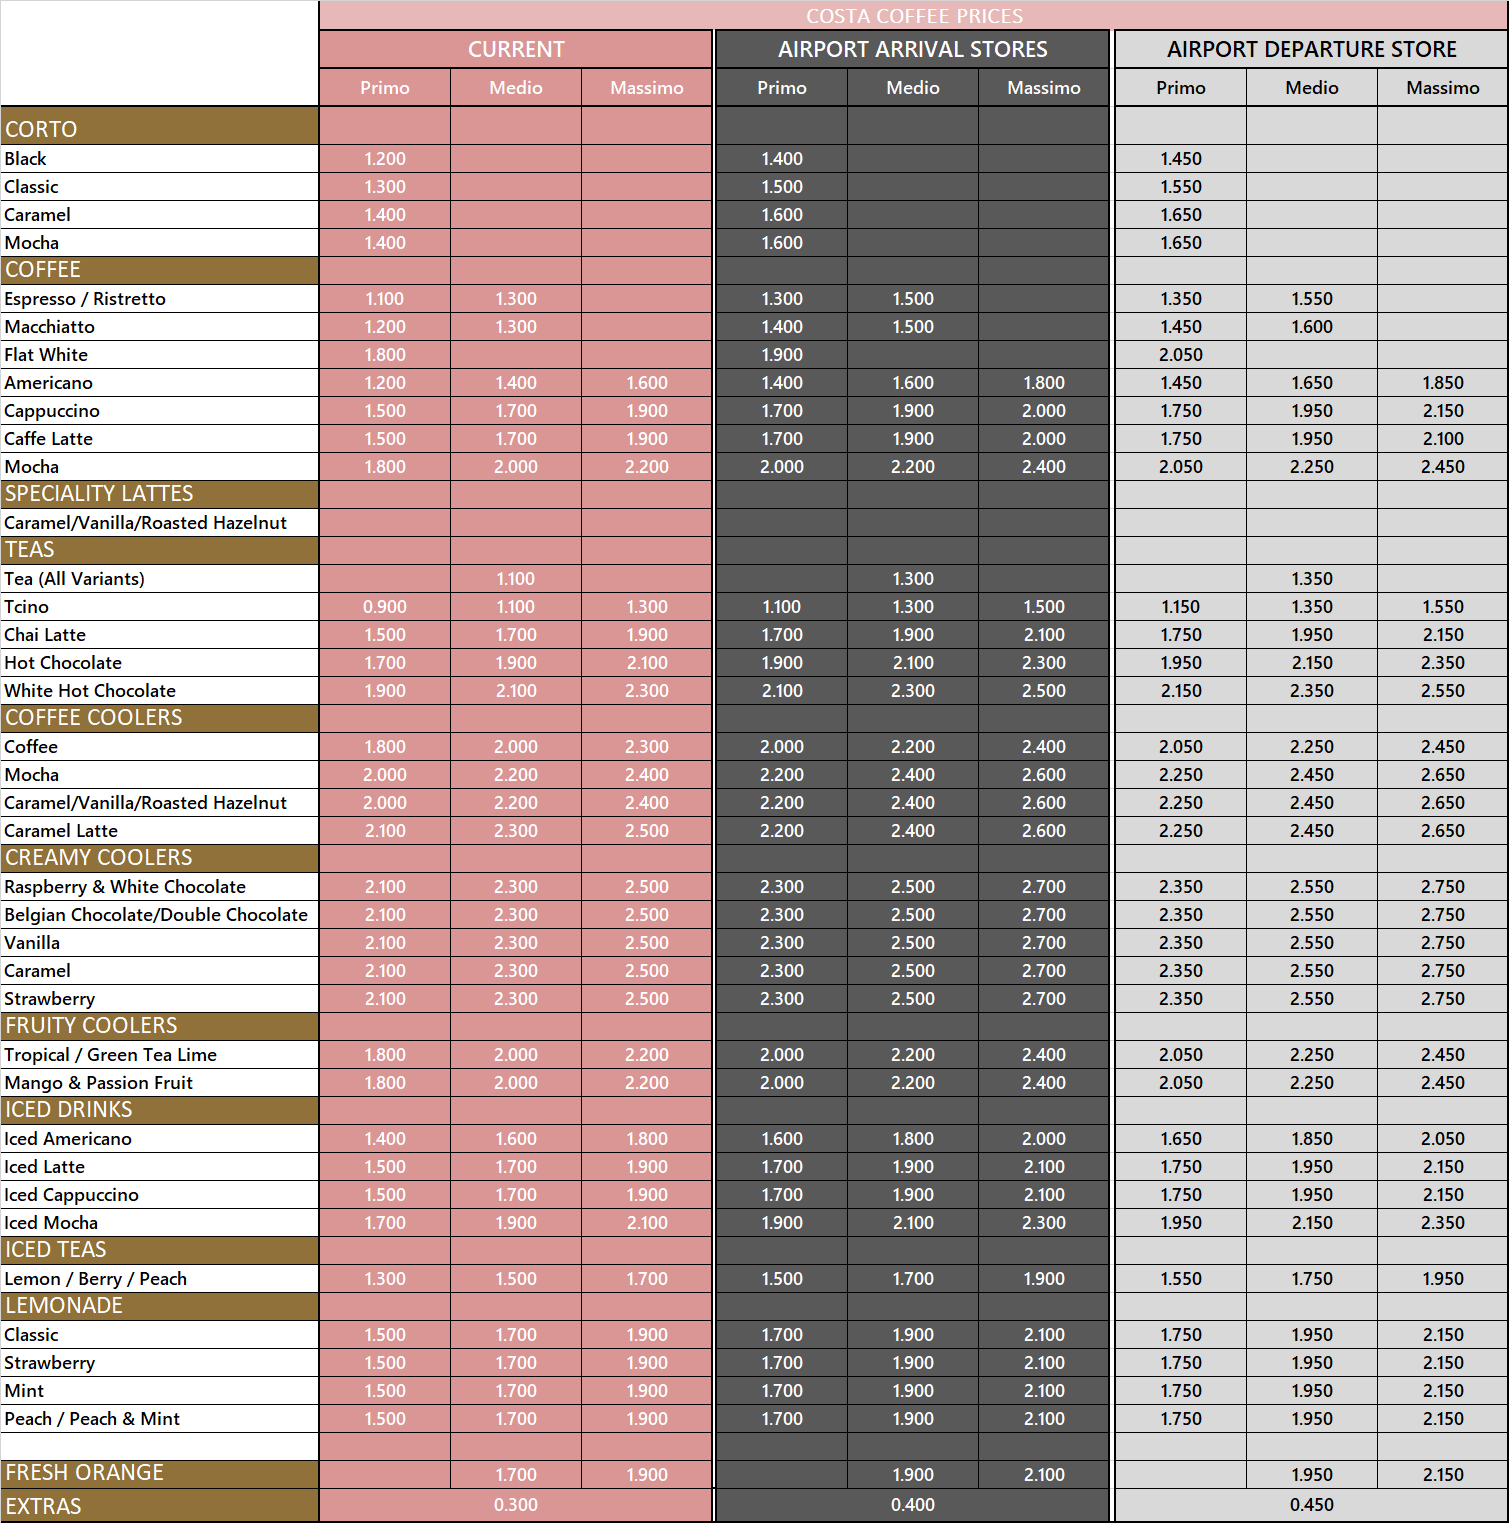 COSTA COFFEE PRICES
CURRENT AIRPORT ARRIVAL STORES AIRPORT DEPARTURE STORE
Primo Medio Massimo Primo Medio Massimo Primo Medio Massimo
CORTO
Black 1.200 1.400 1.450
Classic 1.300 1.500 1.550
Caramel 1.400 1.600 1.650
Mocha 1.400 1.600 1.650
COFFEE
Espresso / Ristretto 1.100 1.300 1.300 1.500 1.350 1.550
Macchiatto 1.200 1.300 1.400 1.500 1.450 1.600
Flat White 1.800 1.900 2.050
Americano 1.200 1.400 1.600 1.400 1.600 1.800 1.450 1.650 1.850
Cappuccino 1.500 1.700 1.900 1.700 1.900 2.000 1.750 1.950 2.150
Caffe Latte 1.500 1.700 1.900 1.700 1.900 2.000 1.750 1.950 2.100
Mocha 1.800 2.000 2.200 2.000 2.200 2.400 2.050 2.250 2.450
SPECIALITY LATTES
Caramel/Vanilla/Roasted Hazelnut
TEAS
Tea (All Variants) 1.100 1.300 1.350
Tcino 0.900 1.100 1.300 1.100 1.300 1.500 1.150 1.350 1.550
Chai Latte 1.500 1.700 1.900 1.700 1.900 2.100 1.750 1.950 2.150
Hot Chocolate 1.700 1.900 2.100 1.900 2.100 2.300 1.950 2.150 2.350
White Hot Chocolate 1.900 2.100 2.300 2.100 2.300 2.500 2.150 2.350 2.550
COFFEE COOLERS
Coffee 1.800 2.000 2.300 2.000 2.200 2.400 2.050 2.250 2.450
Mocha 2.000 2.200 2.400 2.200 2.400 2.600 2.250 2.450 2.650
Caramel/Vanilla/Roasted Hazelnut 2.000 2.200 2.400 2.200 2.400 2.600 2.250 2.450 2.650
Caramel Latte 2.100 2.300 2.500 2.200 2.400 2.600 2.250 2.450 2.650
CREAMY COOLERS
Raspberry & White Chocolate 2.100 2.300 2.500 2.300 2.500 2.700 2.350 2.550 2.750
Belgian Chocolate/Double Chocolate 2.100 2.300 2.500 2.300 2.500 2.700 2.350 2.550 2.750
Vanilla 2.100 2.300 2.500 2.300 2.500 2.700 2.350 2.550 2.750
Caramel 2.100 2.300 2.500 2.300 2.500 2.700 2.350 2.550 2.750
Strawberry 2.100 2.300 2.500 2.300 2.500 2.700 2.350 2.550 2.750
FRUITY COOLERS
Tropical / Green Tea Lime 1.800 2.000 2.200 2.000 2.200 2.400 2.050 2.250 2.450
Mango & Passion Fruit 1.800 2.000 2.200 2.000 2.200 2.400 2.050 2.250 2.450
ICED DRINKS
Iced Americano 1.400 1.600 1.800 1.600 1.800 2.000 1.650 1.850 2.050
Iced Latte 1.500 1.700 1.900 1.700 1.900 2.100 1.750 1.950 2.150
Iced Cappuccino 1.500 1.700 1.900 1.700 1.900 2.100 1.750 1.950 2.150
Iced Mocha 1.700 1.900 2.100 1.900 2.100 2.300 1.950 2.150 2.350
ICED TEAS
Lemon / Berry / Peach 1.300 1.500 1.700 1.500 1.700 1.900 1.550 1.750 1.950
LEMONADE
Classic 1.500 1.700 1.900 1.700 1.900 2.100 1.750 1.950 2.150
Strawberry 1.500 1.700 1.900 1.700 1.900 2.100 1.750 1.950 2.150
Mint 1.500 1.700 1.900 1.700 1.900 2.100 1.750 1.950 2.150
Peach / Peach & Mint 1.500 1.700 1.900 1.700 1.900 2.100 1.750 1.950 2.150
FRESH ORANGE 1.700 1.900 1.900 2.100 1.950 2.150
EXTRAS 0.300 0.400 0.450